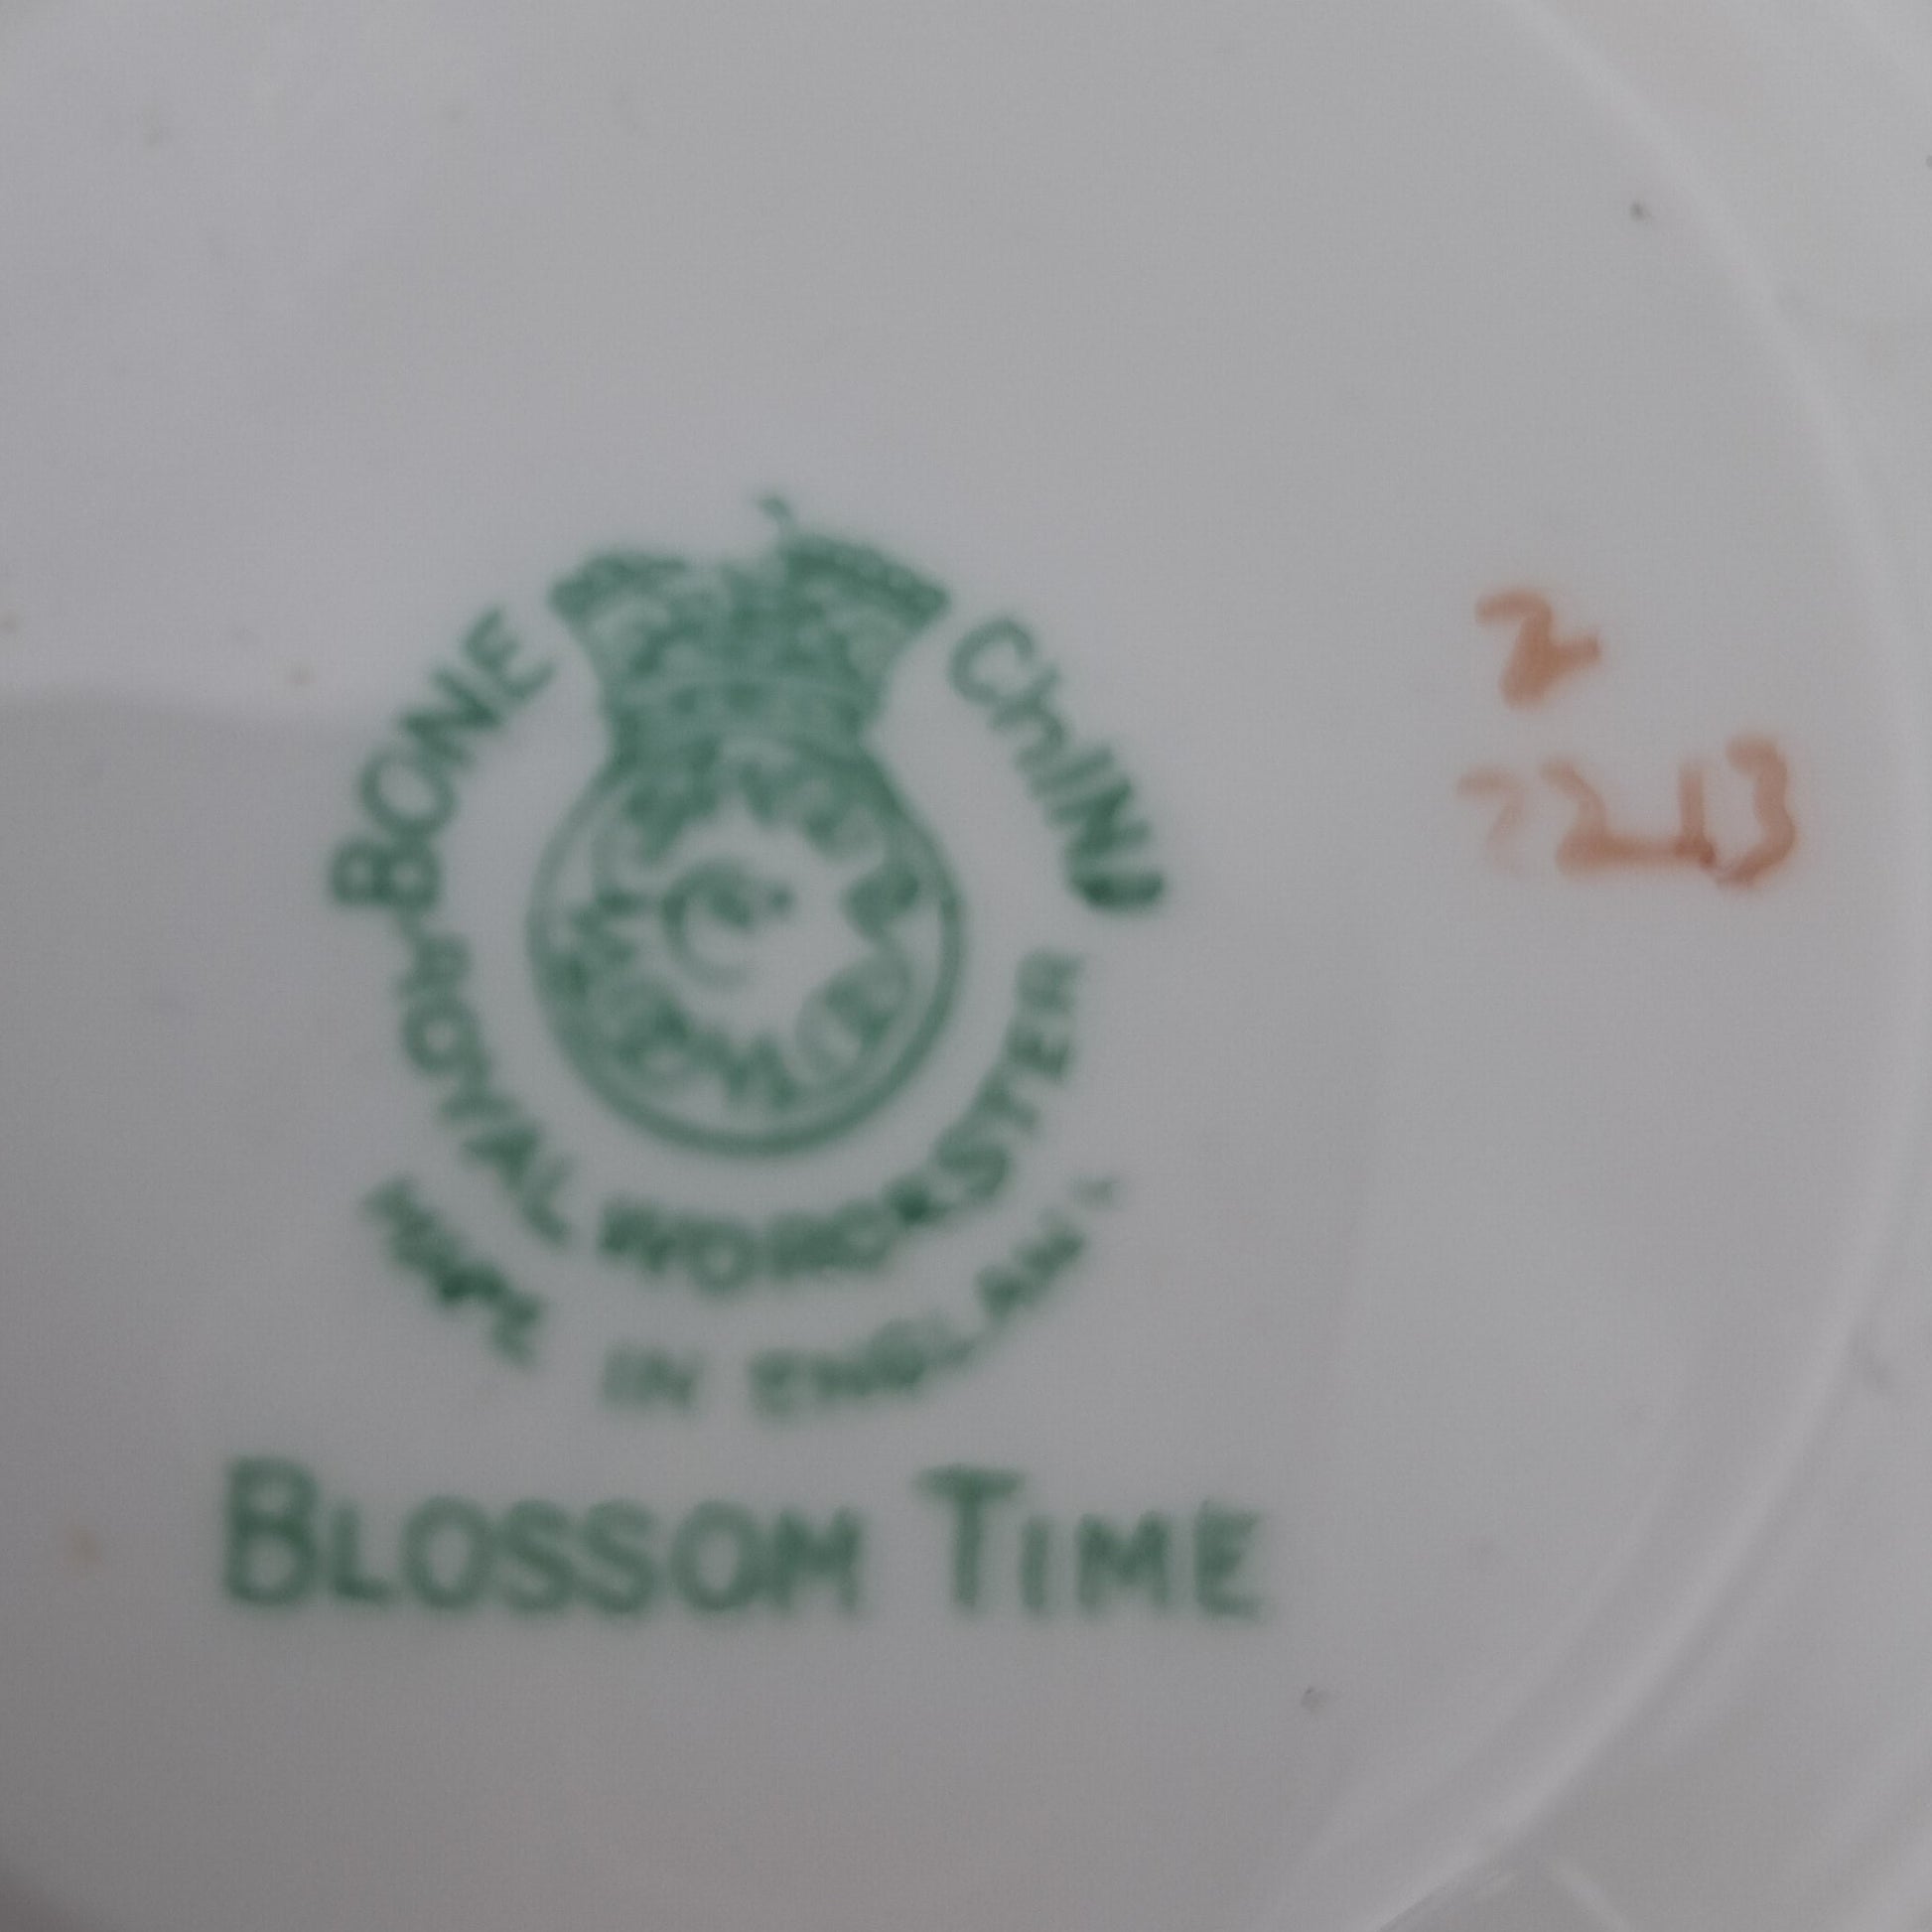 BONE CHINA
ROYAL WORCESTER
MADE IN ENGLAND
BLOSSOM TIME
2
2213